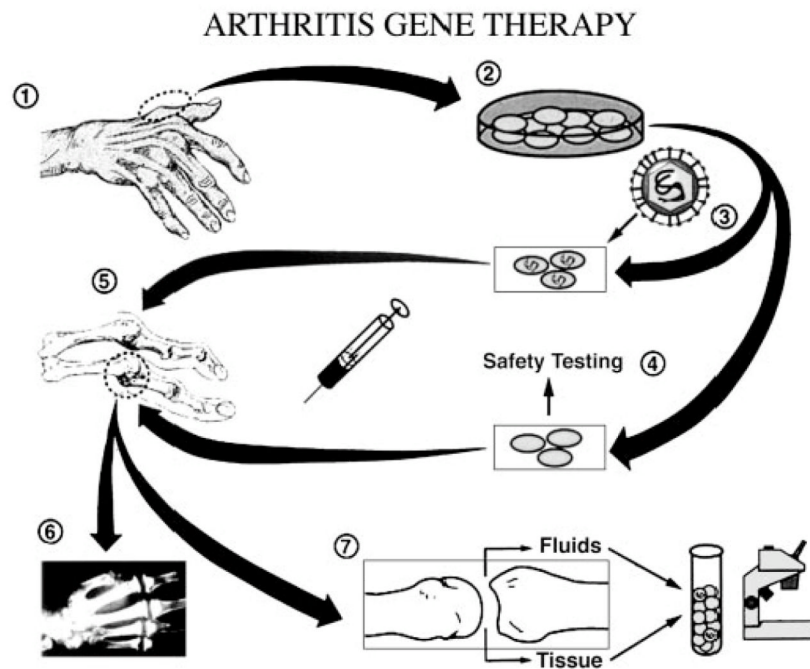 ARTHRITIS GENE THERAPY
①
②
③
⑤
Safety Testing ④
⑥
⑦
Fluids
Tissue